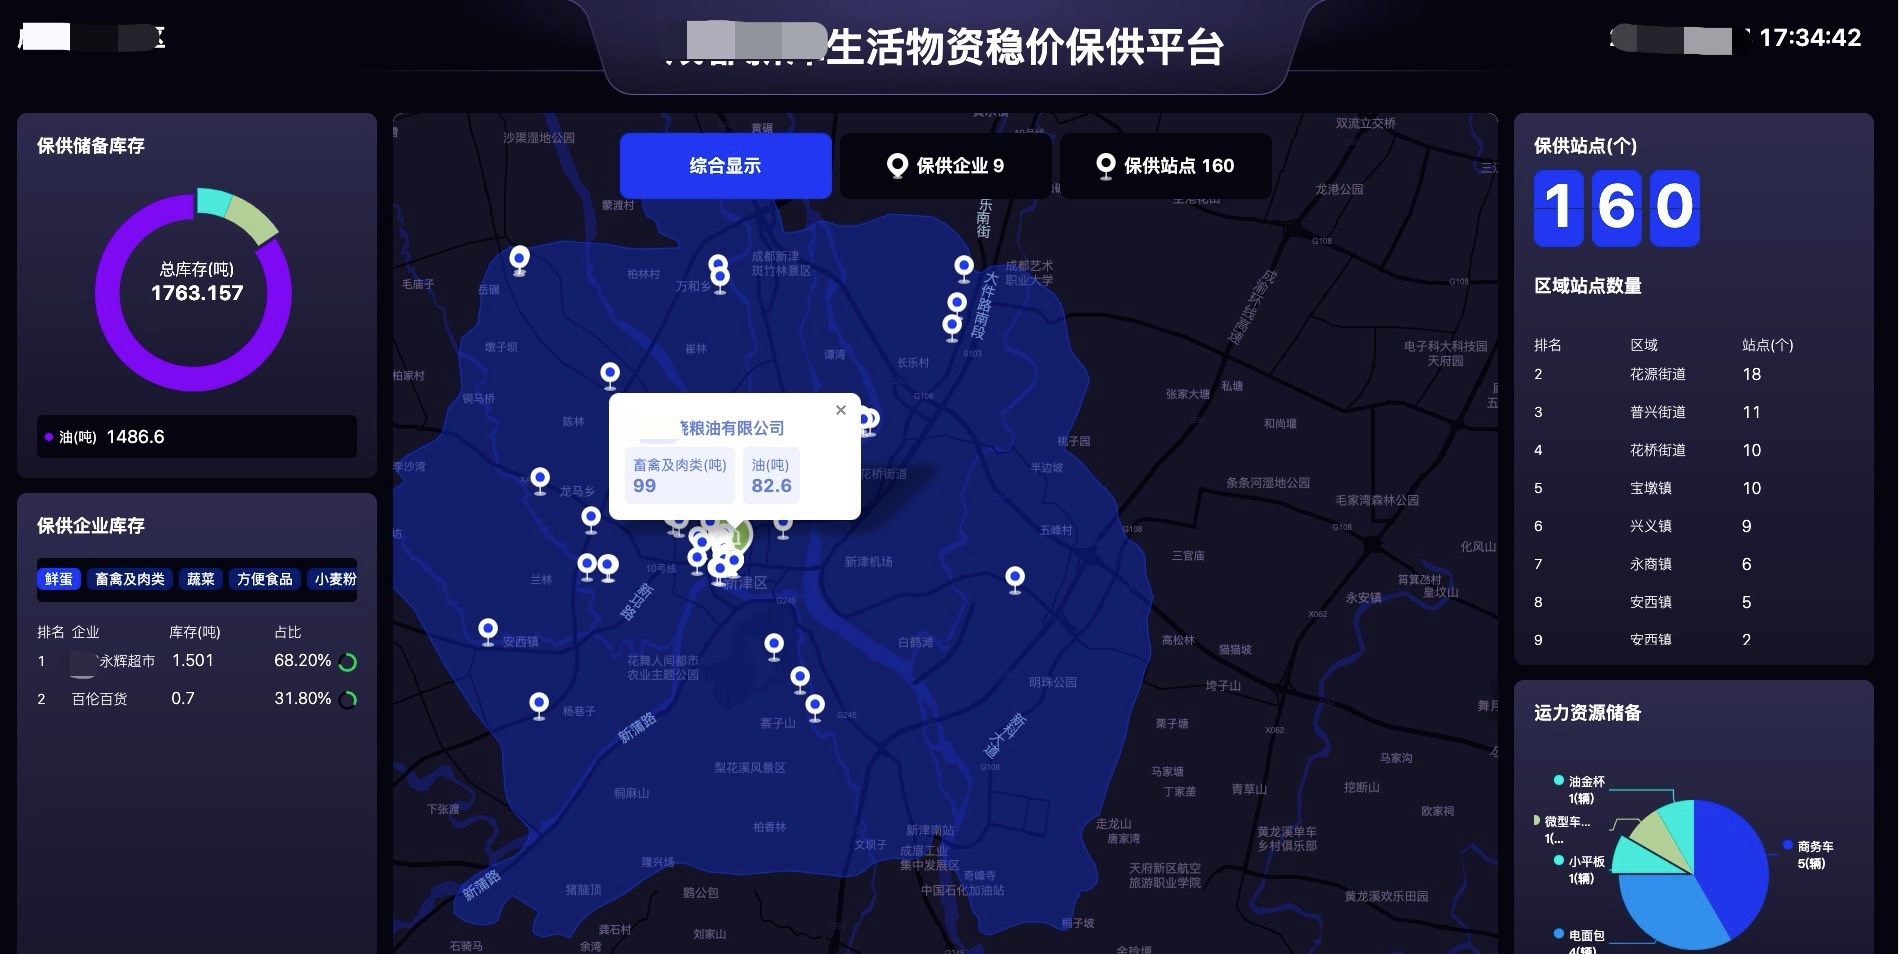 生活物资稳价保供平台
17:34:42
保供储备库存
总库存(吨)
1763.157
油(吨) 1486.6
保供企业库存
鲜蛋 畜禽及肉类 蔬菜 方便食品 小麦粉
排名 企业 库存(吨) 占比
1 永辉超市 1.501 68.20%
2 百伦百货 0.7 31.80%
综合显示
保供企业 9
保供站点 160
粮油有限公司
×
畜禽及肉类(吨) 油(吨)
99 82.6
沙渠湿地公园
黄碾
双流立交桥
蒙渡村
龙港公园
乐南街
毛庙子
岳碾
柏林村
万和乡
成都新津
斑竹林景区
成都艺术
职业大学
大件路南段
G108
G108
墩子坝
崔林
谭湾
长乐村
S103
电子科大科技园
天府园
柏家村
铜马桥
G108
张家大塘
私塘
陈林
和尚堰
桃子园
李沙湾
龙马乡
花桥街道
半边坡
条条河湿地公园
毛家湾森林公园
五峰村
G108
G108
三官庙
化风山
兰林
10号线
新津区
新津机场
G245
皇坟山
永安镇
X062
安西镇
白鹤滩
高松林
猫猫坡
花舞人间都市
农业主题公园
明珠公园
垮子山
杨巷子
新蒲路
寨子山
G245
栗子塘
X062
梨花溪风景区
G108
马家沟
马家塘
丁家垄
青草山
挖断山
桐麻山
下张渡
欧家祠
柏香林
新津南站
走龙山
唐家湾
黄龙溪单车
乡村俱乐部
文坝子
成眉工业
集中发展区
隆兴场
天府新区航空
旅游职业学院
奇峰寺
中国石化加油站
新蒲路
猪脑顶
鹅公包
黄龙溪欢乐田园
桐子坡
龚石村
刘家山
石骑马
余湾
G245
保供站点(个)
160
区域站点数量
排名 区域 站点(个)
2 花源街道 18
3 普兴街道 11
4 花桥街道 10
5 宝墩镇 10
6 兴义镇 9
7 永商镇 6
8 安西镇 5
9 安西镇 2
运力资源储备
油金杯
1(辆)
微型车...
1(...
小平板
1(辆)
商务车
5(辆)
电面包
4(辆)